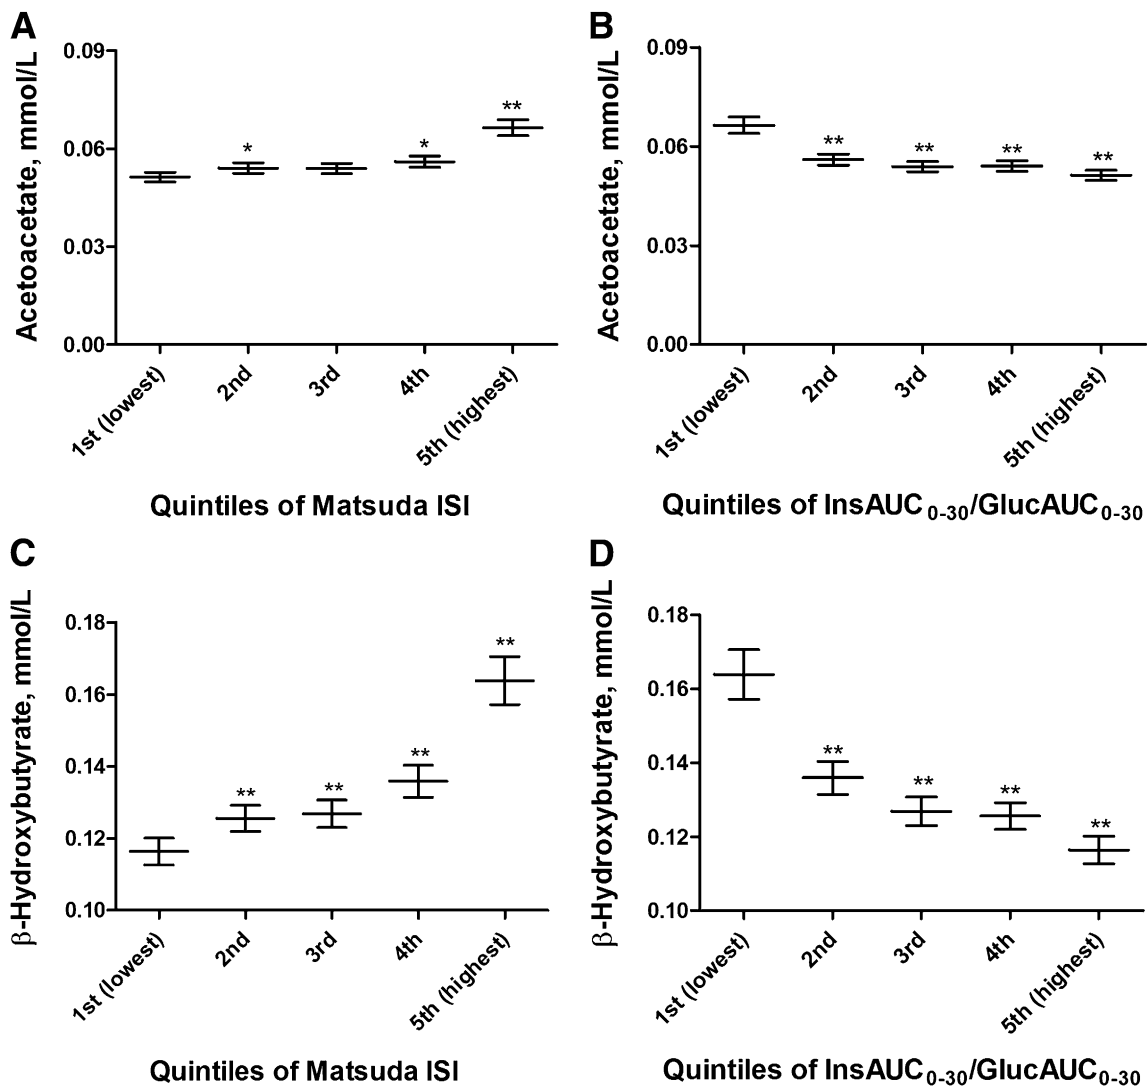 A
Acetoacetate, mmol/L
0.09
0.06
0.03
0.00
*
*
**
1st (lowest)
2nd
3rd
4th
5th (highest)
Quintiles of Matsuda ISI
B
Acetoacetate, mmol/L
0.09
0.06
0.03
0.00
**
**
**
**
1st (lowest)
2nd
3rd
4th
5th (highest)
Quintiles of InsAUC0-30/GlucAUC0-30
C
β-Hydroxybutyrate, mmol/L
0.18
0.16
0.14
0.12
0.10
**
**
**
**
1st (lowest)
2nd
3rd
4th
5th (highest)
Quintiles of Matsuda ISI
D
β-Hydroxybutyrate, mmol/L
0.18
0.16
0.14
0.12
0.10
**
**
**
**
1st (lowest)
2nd
3rd
4th
5th (highest)
Quintiles of InsAUC0-30/GlucAUC0-30